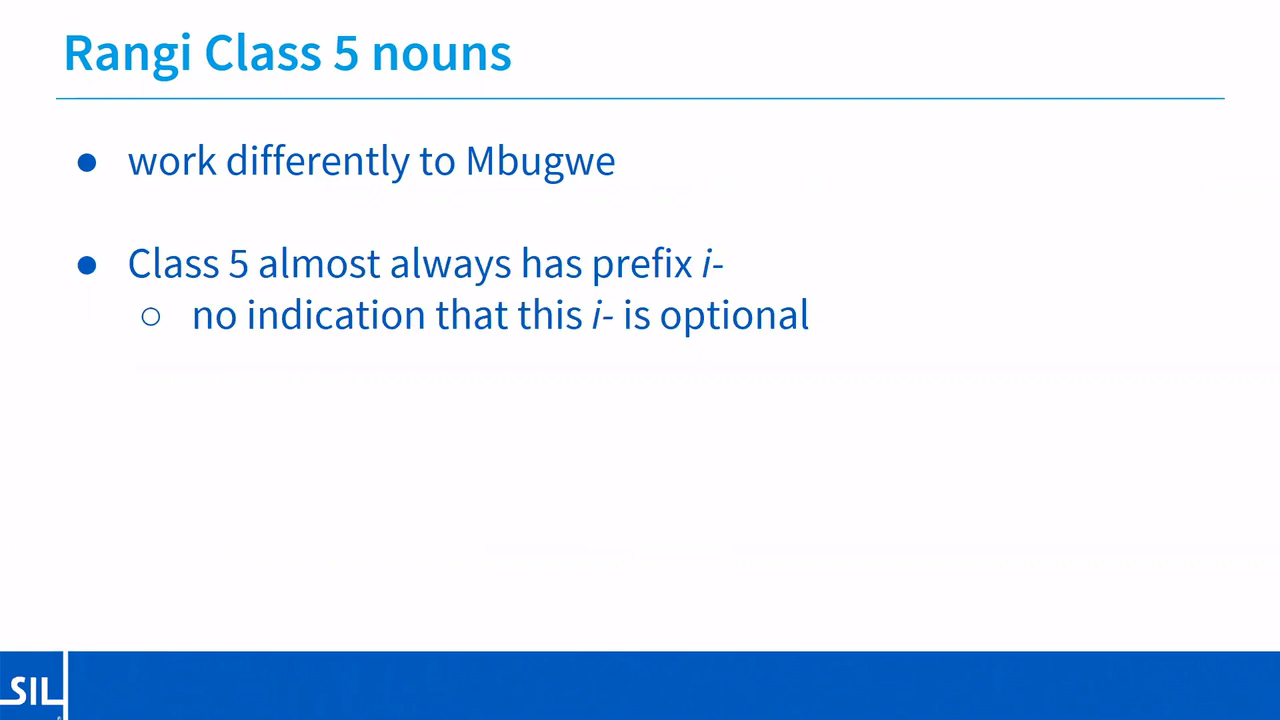 Rangi Class 5 nouns
● work differently to Mbugwe
● Class 5 almost always has prefix i-
○ no indication that this i- is optional
SIL